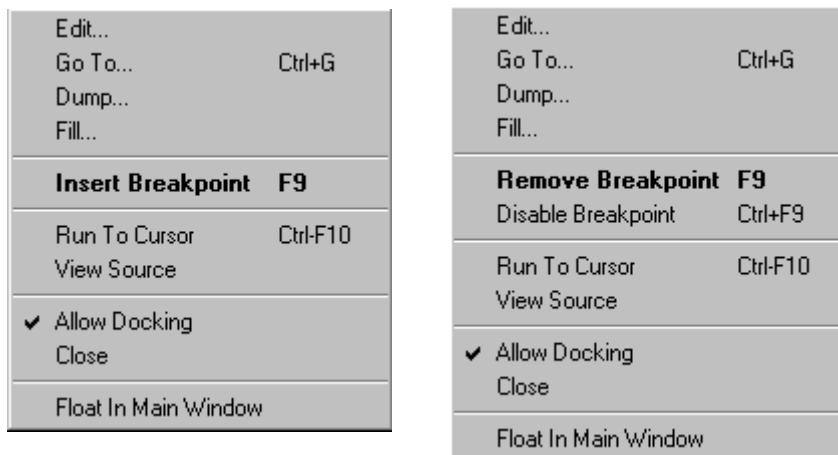 Edit...
Go To... Ctrl+G
Dump...
Fill...
Insert Breakpoint F9
Run To Cursor Ctrl-F10
View Source
Allow Docking
Close
Float In Main Window
Edit...
Go To... Ctrl+G
Dump...
Fill...
Remove Breakpoint F9
Disable Breakpoint Ctrl+F9
Run To Cursor Ctrl-F10
View Source
Allow Docking
Close
Float In Main Window